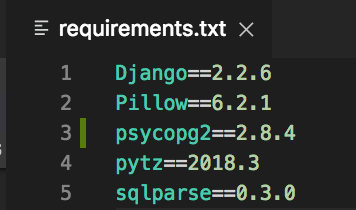 requirements.txt
1 Django==2.2.6
2 Pillow==6.2.1
3 psycopg2==2.8.4
4 pytz==2018.3
5 sqlparse==0.3.0